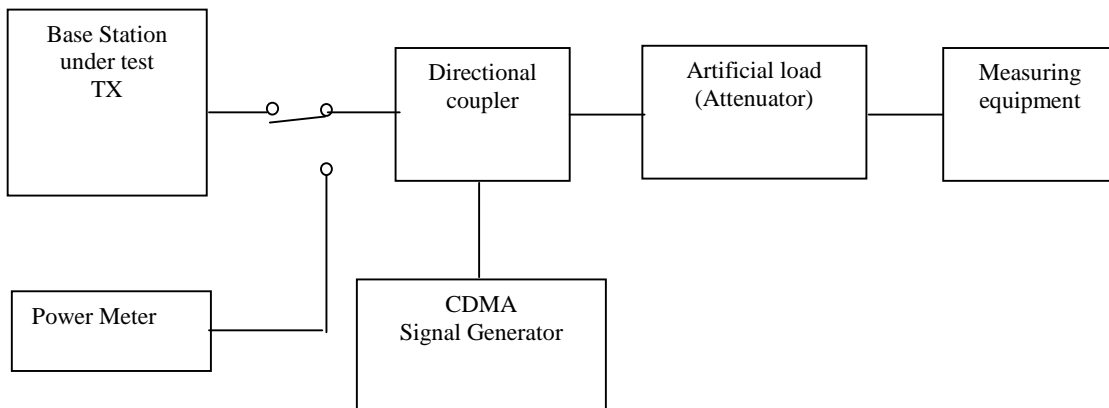 Base Station
under test
TX
Directional
coupler
Artificial load
(Attenuator)
Measuring
equipment
Power Meter
CDMA
Signal Generator